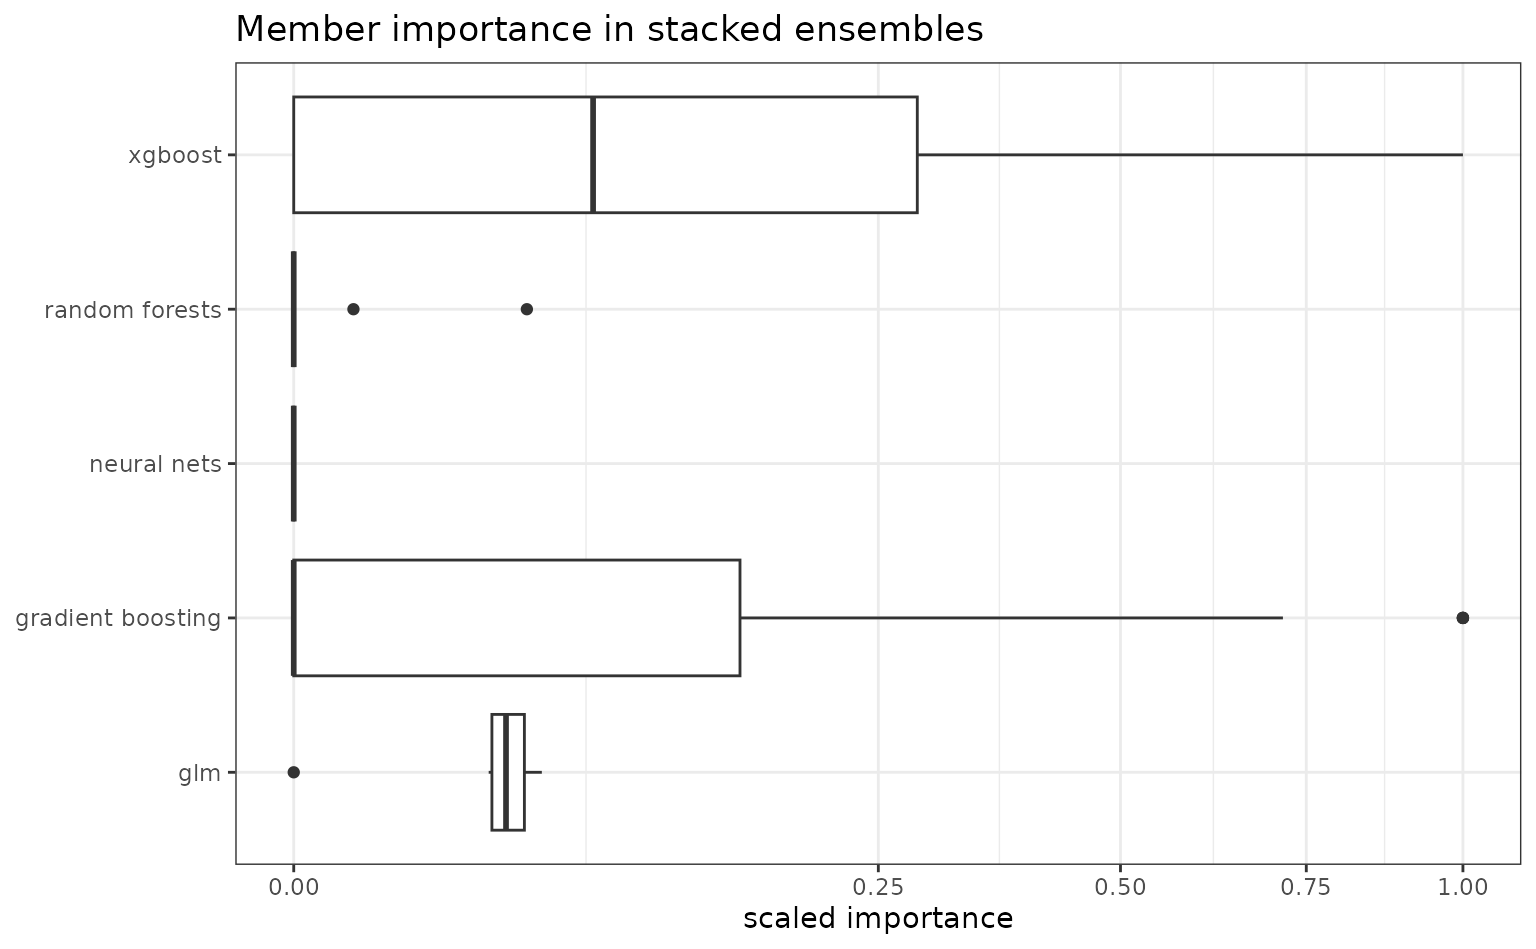 Member importance in stacked ensembles
xgboost
random forests
neural nets
gradient boosting
glm
0.00 0.25 0.50 0.75 1.00
scaled importance